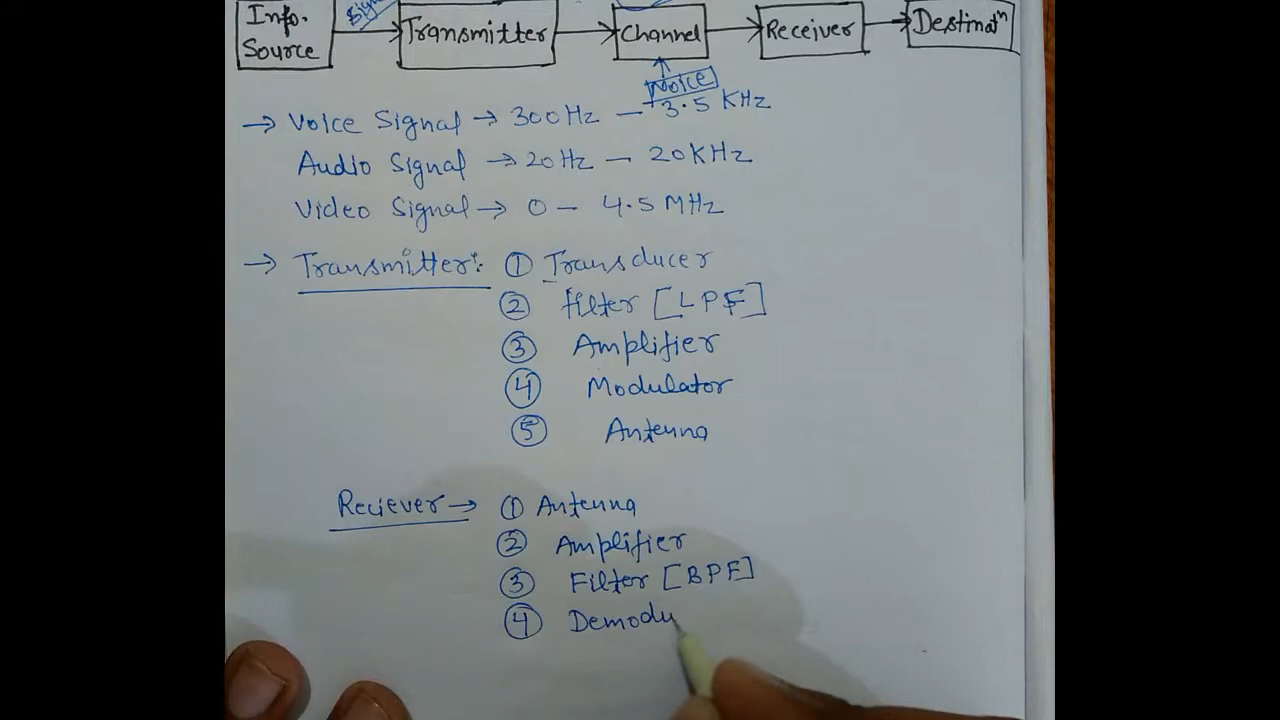 Info. Source
Sign
Transmitter
Channel
Receiver
Destinatn
Noice
→ Voice Signal → 300Hz – 3.5 KHz
Audio Signal → 20Hz – 20KHz
Video Signal → 0 – 4.5 MHz
→ Transmitter: ① Transducer
② Filter [LPF]
③ Amplifier
④ Modulator
⑤ Antenna
Reciever → ① Antenna
② Amplifier
③ Filter [BPF]
④ Demodu